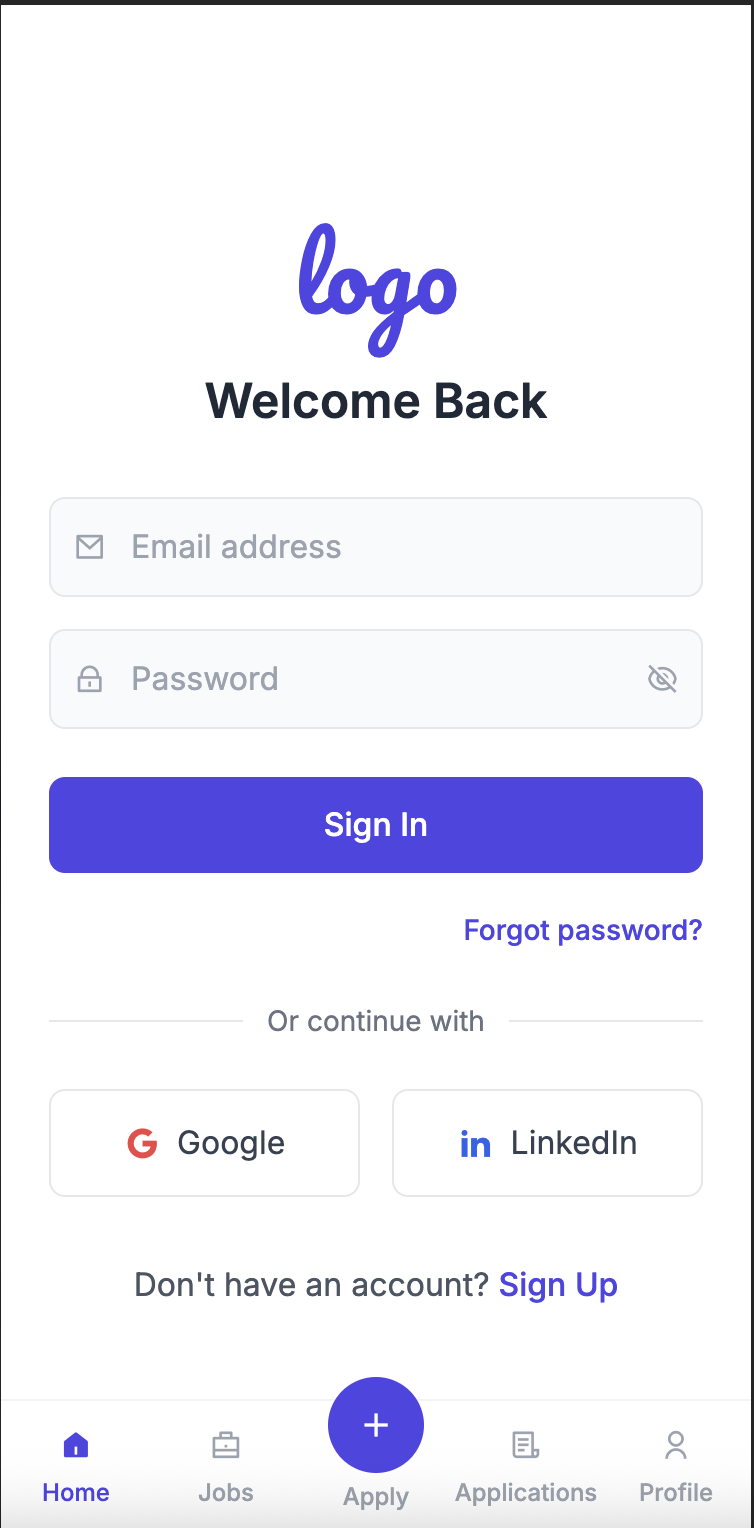 logo
Welcome Back
Email address
Password
Sign In
Forgot password?
Or continue with
G Google
in LinkedIn
Don't have an account? Sign Up
Home Jobs Apply Applications Profile